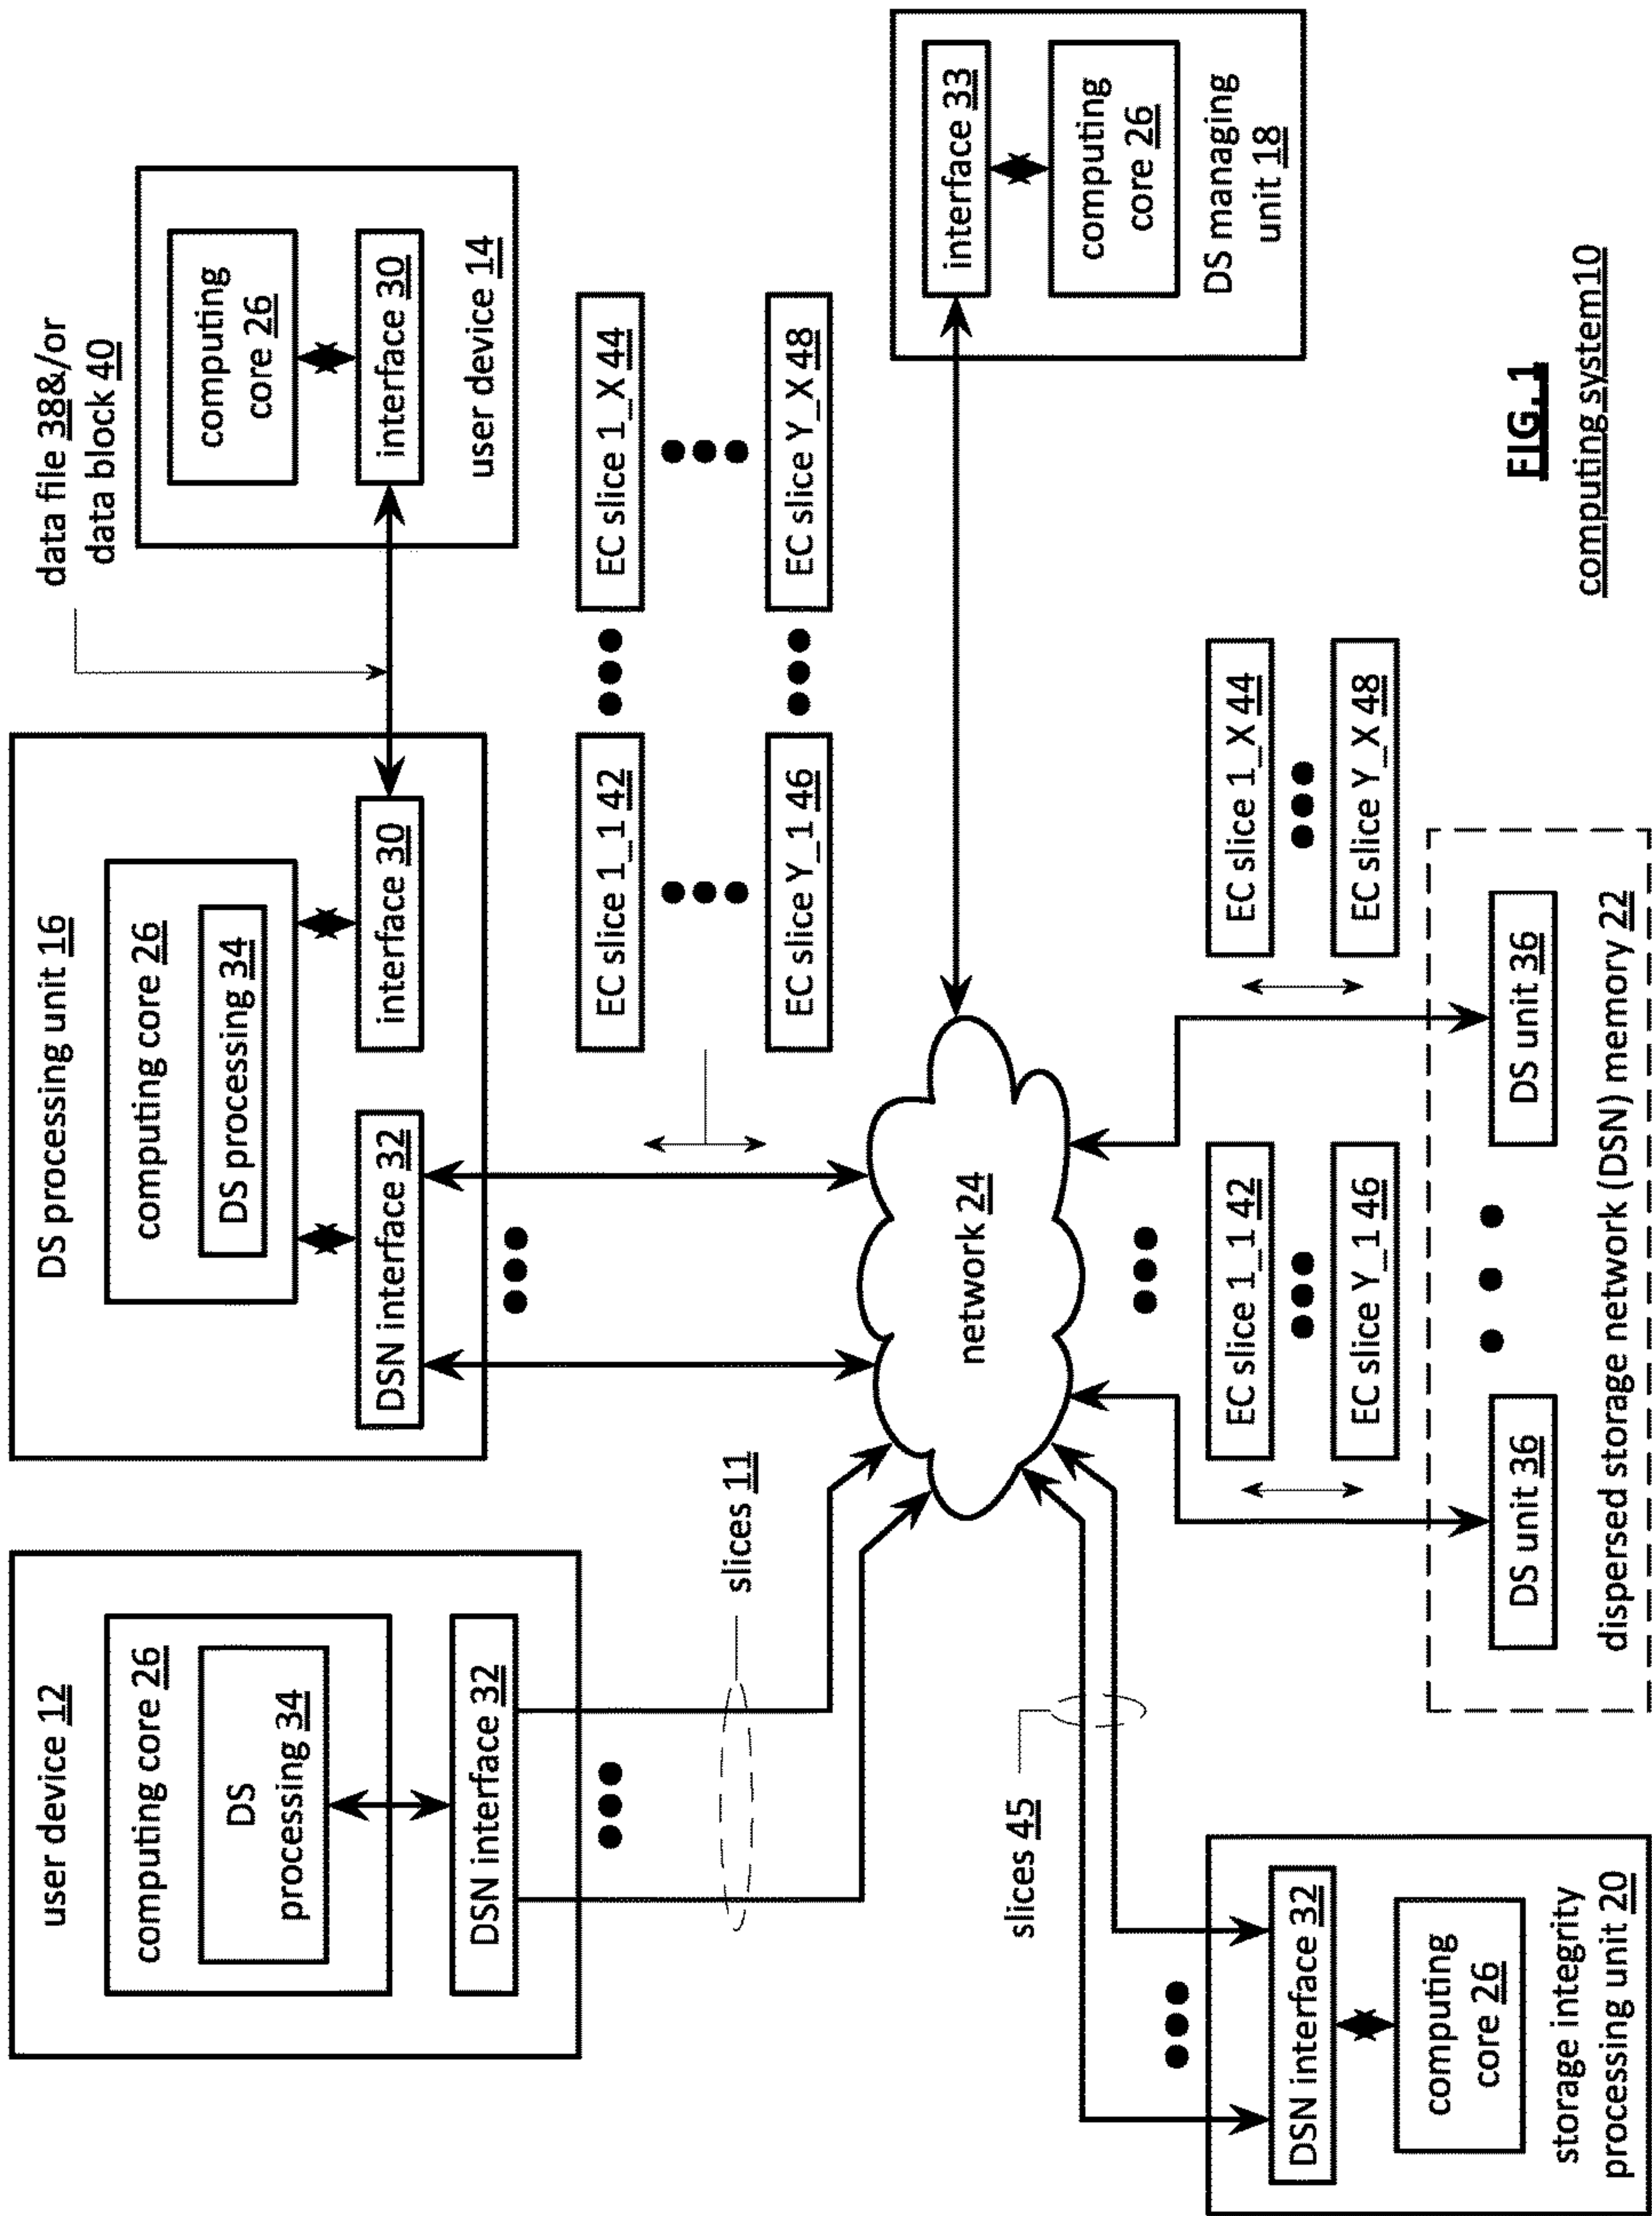 user device 12
computing core 26
DS
processing 34
DSN interface 32
DS processing unit 16
computing core 26
DS processing 34
DSN interface 32
interface 30
data file 38&/or
data block 40
computing
core 26
interface 30
user device 14
slices 11
EC slice 1_1 42
EC slice 1_X 44
EC slice Y_1 46
EC slice Y_X 48
network 24
interface 33
computing
core 26
DS managing
unit 18
slices 45
DSN interface 32
computing
core 26
storage integrity
processing unit 20
EC slice 1_1 42
EC slice Y_1 46
EC slice 1_X 44
EC slice Y_X 48
DS unit 36
DS unit 36
dispersed storage network (DSN) memory 22
FIG. 1
computing system10